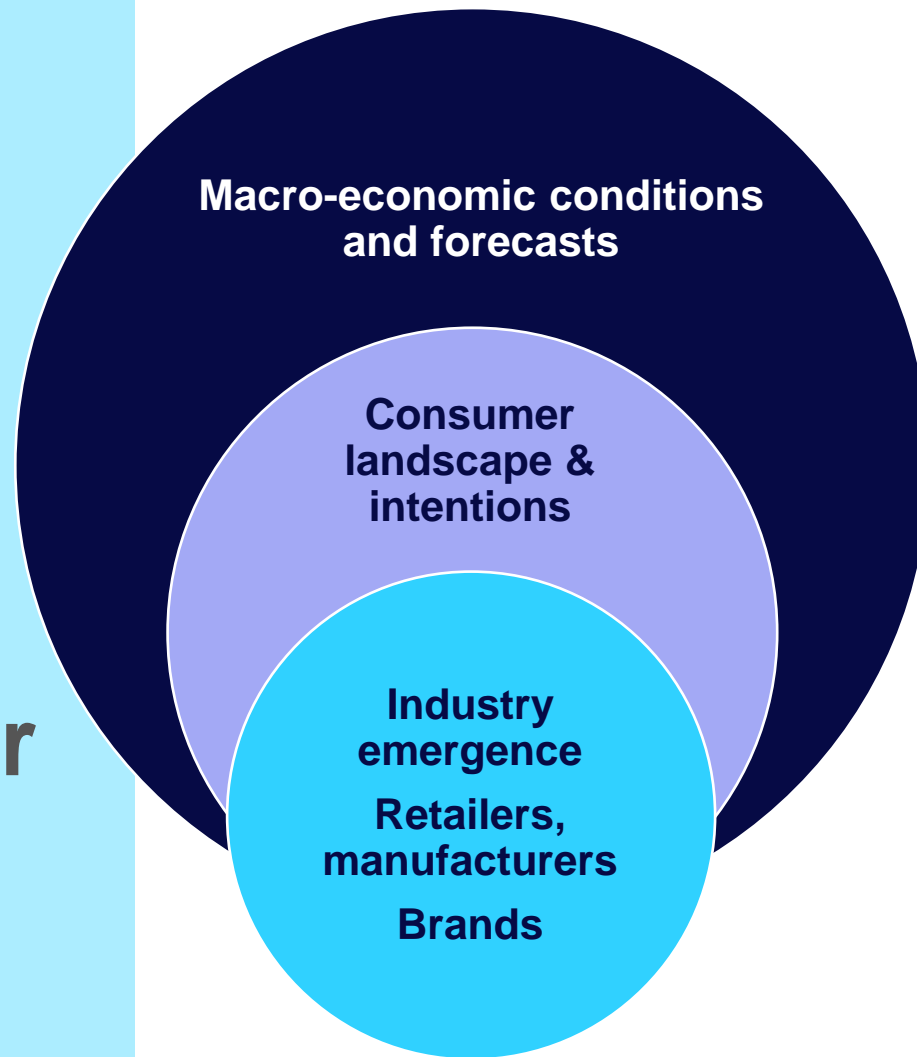 Macro-economic conditions
and forecasts
Consumer
landscape &
intentions
Industry
emergence
r
Retailers,
manufacturers
Brands